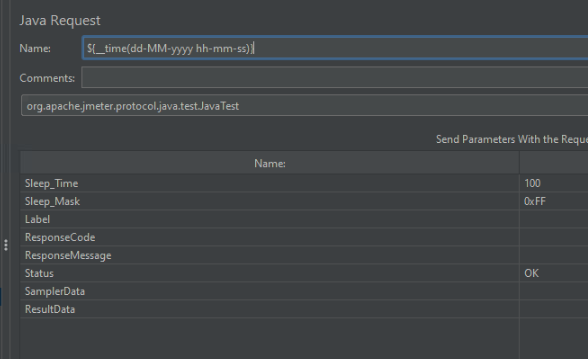 Java Request
Name: ${__time(dd-MM-yyyy hh-mm-ss)}
Comments:
org.apache.jmeter.protocol.java.test.JavaTest
Send Parameters With the Reque
Name:
Sleep_Time 100
Sleep_Mask 0xFF
Label
ResponseCode
ResponseMessage
Status OK
SamplerData
ResultData